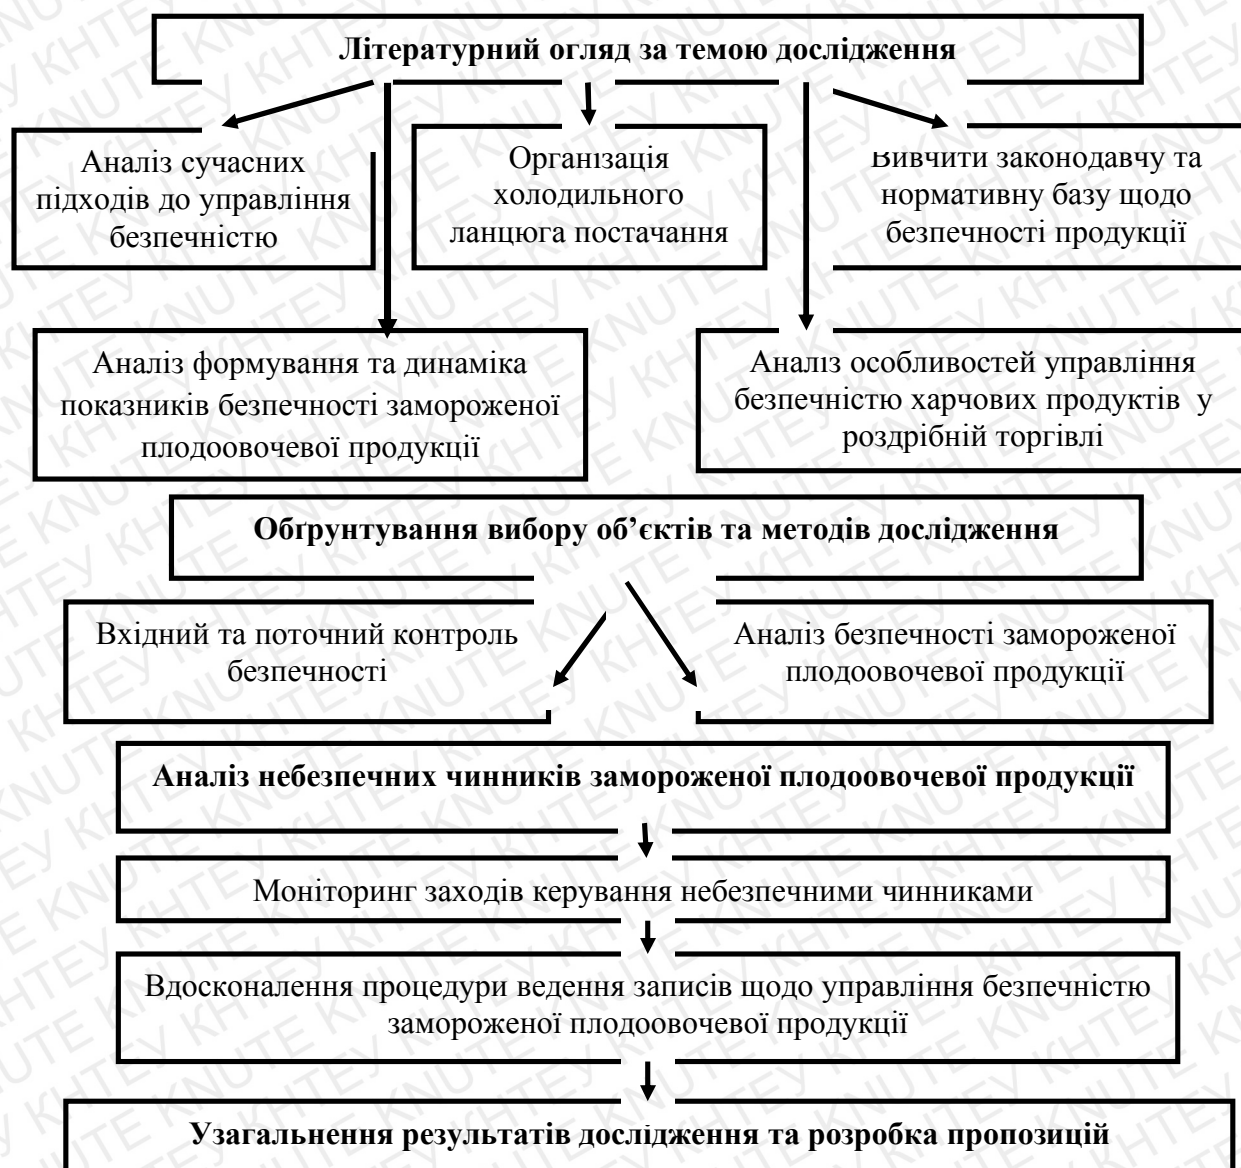 Літературний огляд за темою дослідження
Аналіз сучасних
підходів до управління
безпечністю
Організація
холодильного
ланцюга постачання
Вивчити законодавчу та
нормативну базу щодо
безпечності продукції
Аналіз формування та динаміка
показників безпечності замороженої
плодоовочевої продукції
Аналіз особливостей управління
безпечністю харчових продуктів у
роздрібній торгівлі
Обґрунтування вибору об’єктів та методів дослідження
Вхідний та поточний контроль
безпечності
Аналіз безпечності замороженої
плодоовочевої продукції
Аналіз небезпечних чинників замороженої плодоовочевої продукції
Моніторинг заходів керування небезпечними чинниками
Вдосконалення процедури ведення записів щодо управління безпечністю
замороженої плодоовочевої продукції
Узагальнення результатів дослідження та розробка пропозицій